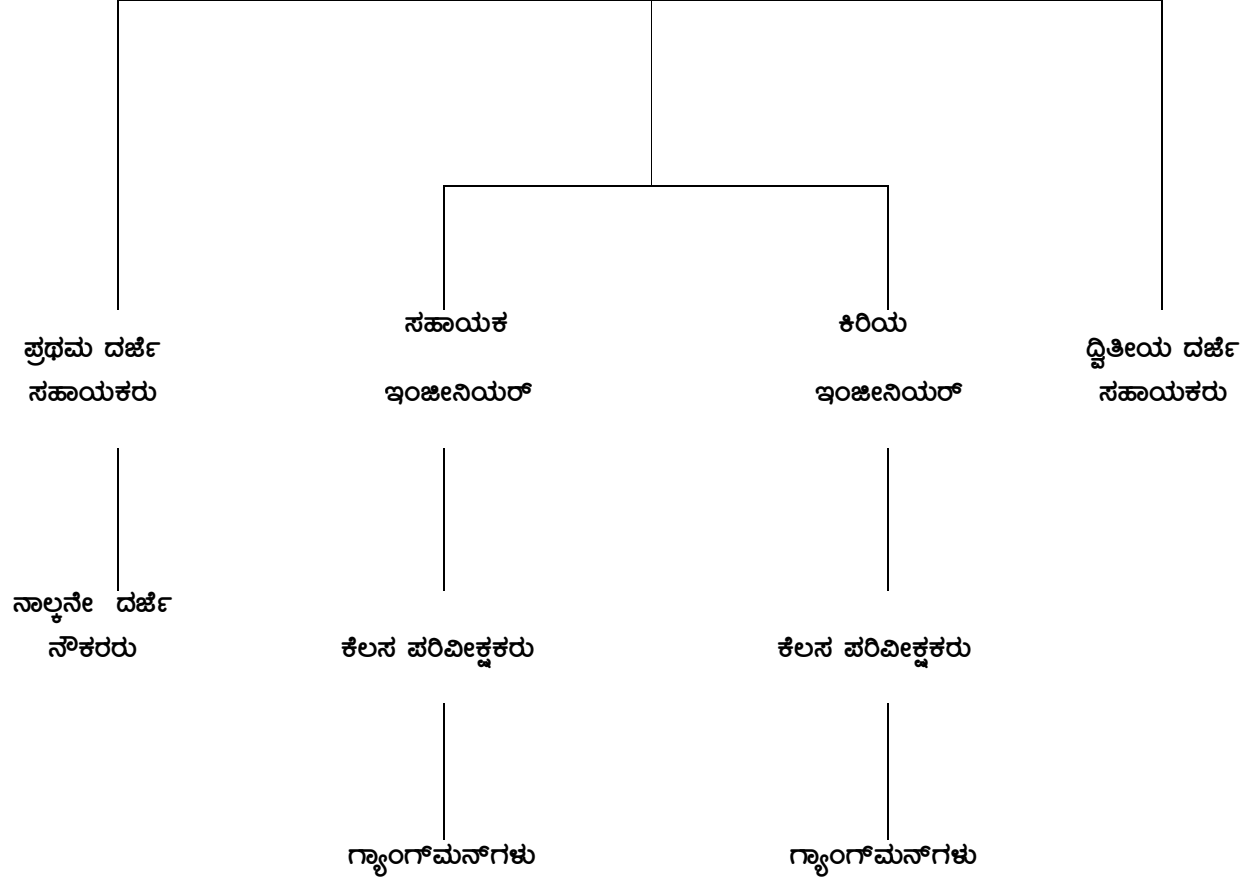 ಪ್ರಥಮ ದರ್ಜೆ
ಸಹಾಯಕರು
ಸಹಾಯಕ
ಇಂಜೀನಿಯರ್
ಕಿರಿಯ
ಇಂಜೀನಿಯರ್
ದ್ವಿತೀಯ ದರ್ಜೆ
ಸಹಾಯಕರು
ನಾಲ್ಕನೇ ದರ್ಜೆ
ನೌಕರರು
ಕೆಲಸ ಪರಿವೀಕ್ಷಕರು
ಕೆಲಸ ಪರಿವೀಕ್ಷಕರು
ಗ್ಯಾಂಗ್‌ಮನ್‌ಗಳು
ಗ್ಯಾಂಗ್‌ಮನ್‌ಗಳು